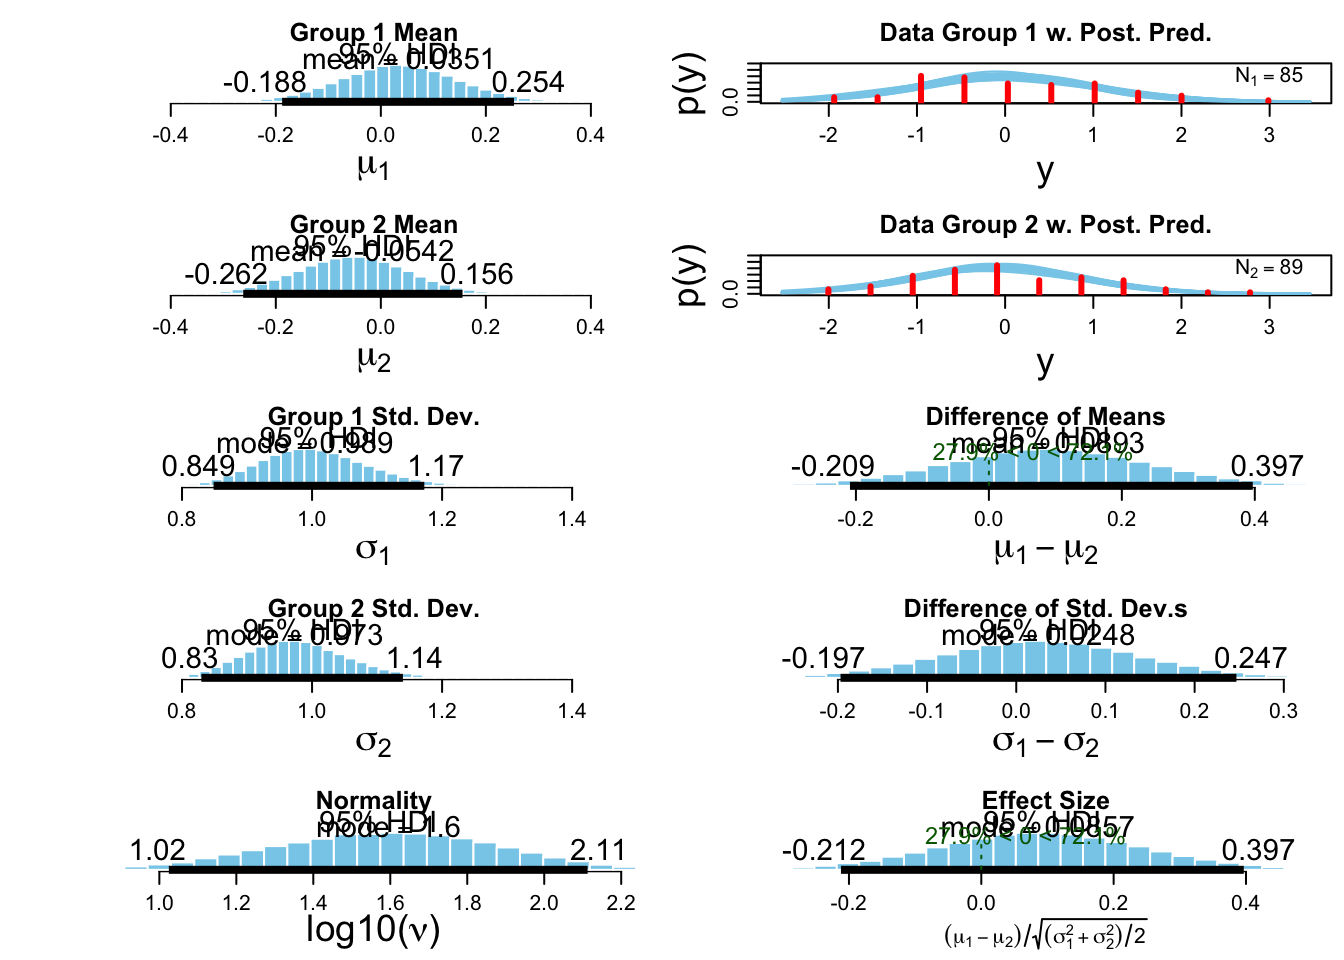 Group 1 Mean
95% HDI
mean = 0.0351
-0.188 0.254
-0.4 -0.2 0.0 0.2 0.4
μ1
Data Group 1 w. Post. Pred.
p(y)
0.0
N1 = 85
-2 -1 0 1 2 3
y
Group 2 Mean
95% HDI
mean = -0.0542
-0.262 0.156
-0.4 -0.2 0.0 0.2 0.4
μ2
Data Group 2 w. Post. Pred.
p(y)
0.0
N2 = 89
-2 -1 0 1 2 3
y
Group 1 Std. Dev.
95% HDI
mode = 0.989
0.849 1.17
0.8 1.0 1.2 1.4
σ1
Difference of Means
95% HDI
mean = 0.0893
27.9% < 0 < 72.1%
-0.209 0.397
-0.2 0.0 0.2 0.4
μ1 − μ2
Group 2 Std. Dev.
95% HDI
mode = 0.973
0.83 1.14
0.8 1.0 1.2 1.4
σ2
Difference of Std. Dev.s
95% HDI
mode = 0.0248
-0.197 0.247
-0.2 -0.1 0.0 0.1 0.2 0.3
σ1 − σ2
Normality
95% HDI
mode = 1.6
1.02 2.11
1.0 1.2 1.4 1.6 1.8 2.0 2.2
log10(ν)
Effect Size
95% HDI
mode = 0.0857
27.9% < 0 < 72.1%
-0.212 0.397
-0.2 0.0 0.2 0.4
(μ1 − μ2)/√(σ1² + σ2²)/2